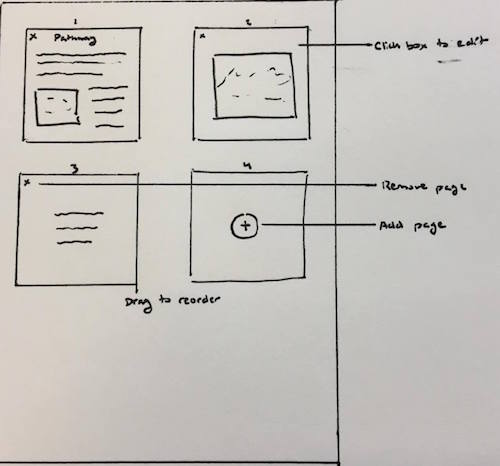 1
2
x Pathway
x
Click box to edit
3
4
x
Remove page
+
Add page
Drag to reorder